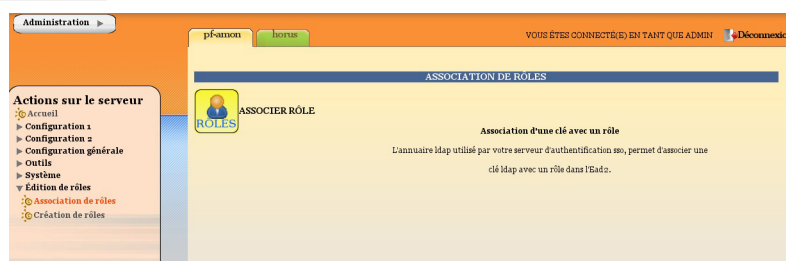 Administration
pf-amon
horus
VOUS ÊTES CONNECTÉ(E) EN TANT QUE ADMIN
Déconnexio
ASSOCIATION DE RÔLES
Actions sur le serveur
Accueil
Configuration 1
Configuration 2
Configuration générale
Outils
Système
Édition de rôles
Association de rôles
Création de rôles
RÔLES
ASSOCIER RÔLE
Association d'une clé avec un rôle
L'annuaire ldap utilisé par votre serveur d'authentification sso, permet d'associer une
clé ldap avec un rôle dans l'Ead2.